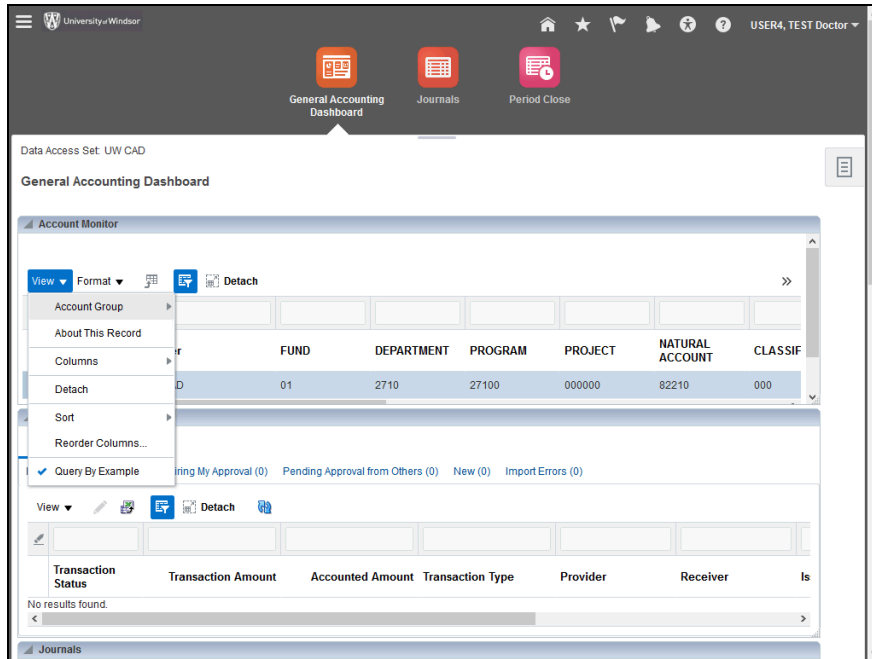 University of Windsor
USER4, TEST Doctor
General Accounting Dashboard
Journals
Period Close
Data Access Set: UW CAD
General Accounting Dashboard
Account Monitor
View Format Detach
Account Group
About This Record
Columns
Detach
Sort
Reorder Columns...
Query By Example
FUND DEPARTMENT PROGRAM PROJECT NATURAL ACCOUNT CLASSIF
01 2710 27100 000000 82210 000
iring My Approval (0) Pending Approval from Others (0) New (0) Import Errors (0)
View Detach
Transaction Status Transaction Amount Accounted Amount Transaction Type Provider Receiver Is
No results found.
Journals